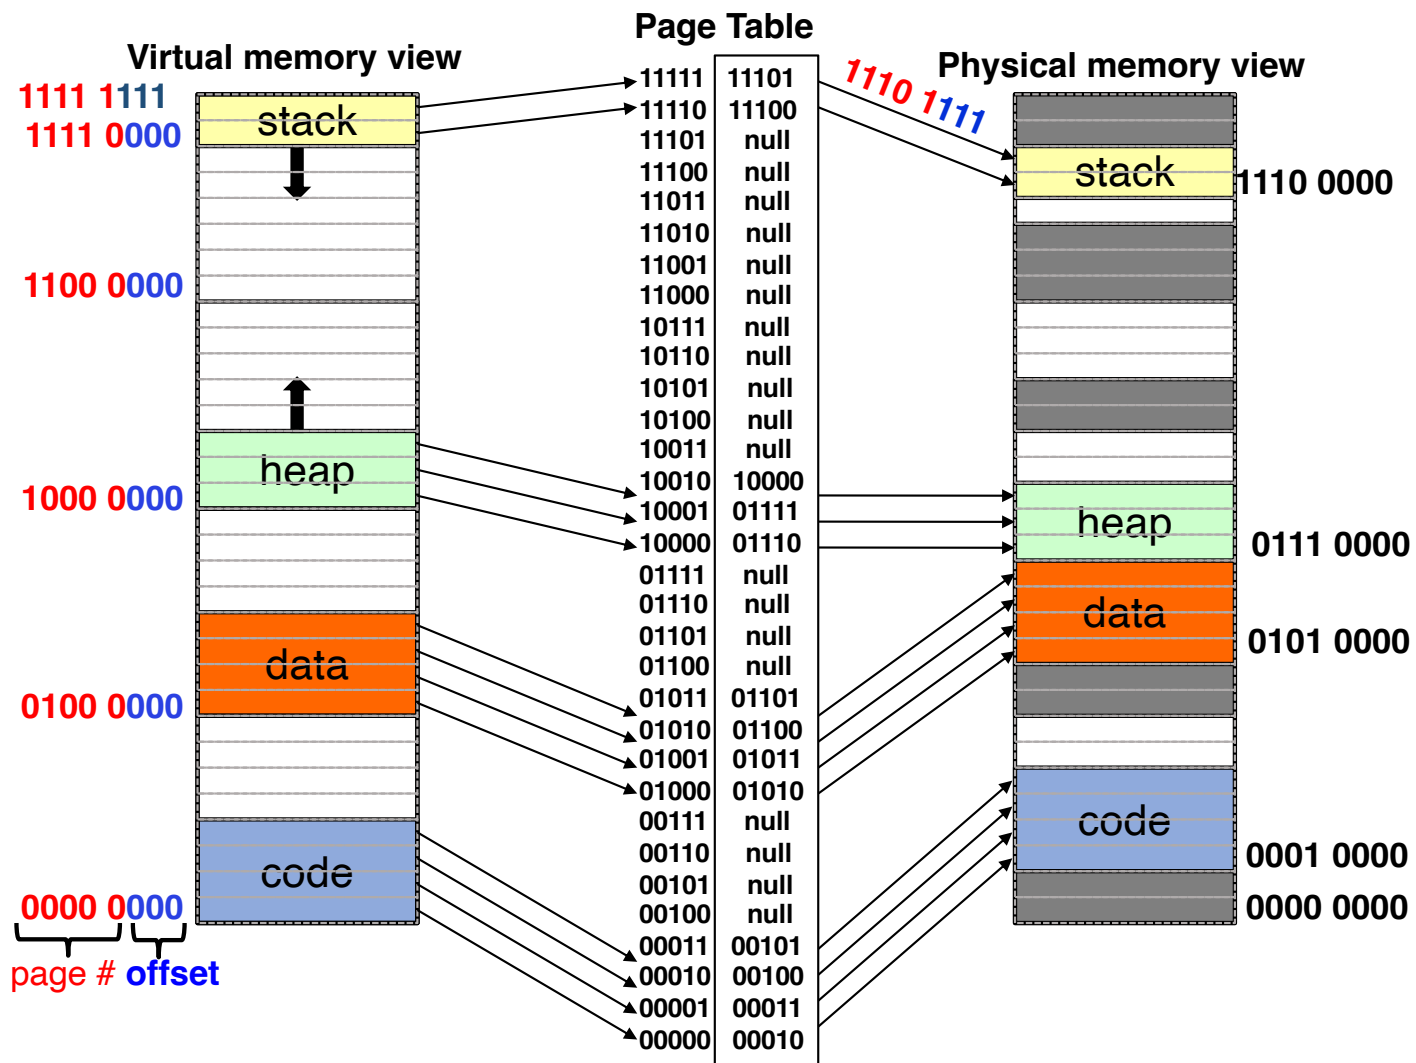 Page Table
Virtual memory view
Physical memory view
1111 1111
1111 0000
1100 0000
1000 0000
0100 0000
0000 0000
page # offset
stack
heap
data
code
11111 11101
11110 11100
11101 null
11100 null
11011 null
11010 null
11001 null
11000 null
10111 null
10110 null
10101 null
10100 null
10011 null
10010 10000
10001 01111
10000 01110
01111 null
01110 null
01101 null
01100 null
01011 01101
01010 01100
01001 01011
01000 01010
00111 null
00110 null
00101 null
00100 null
00011 00101
00010 00100
00001 00011
00000 00010
1110 1111
stack
heap
data
code
1110 0000
0111 0000
0101 0000
0001 0000
0000 0000